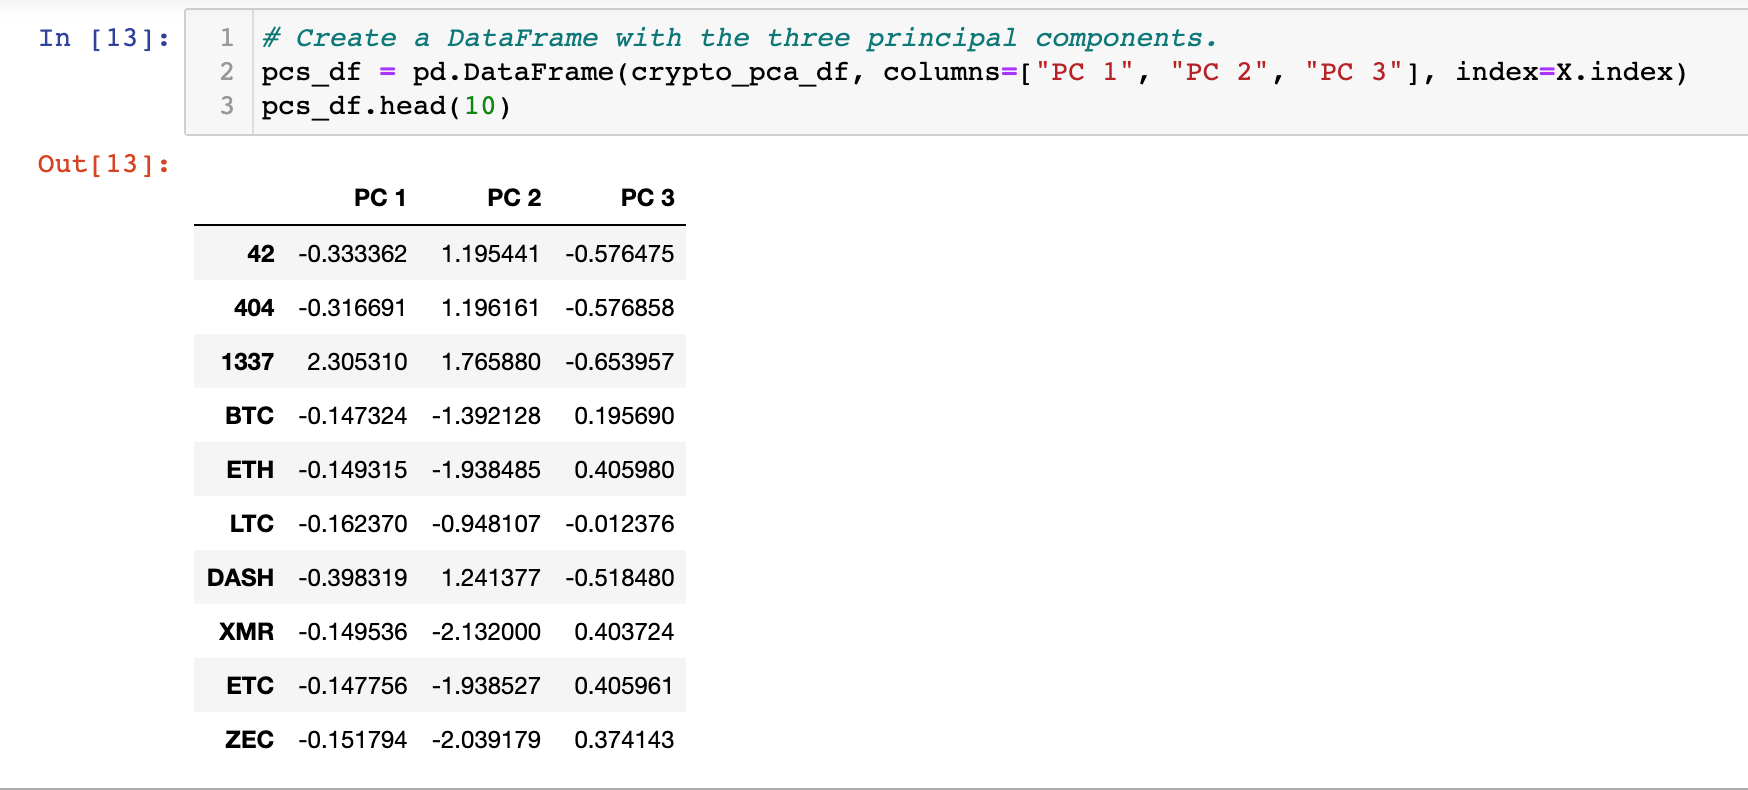 In [13]:
1 # Create a DataFrame with the three principal components.
2 pcs_df = pd.DataFrame(crypto_pca_df, columns=["PC 1", "PC 2", "PC 3"], index=X.index)
3 pcs_df.head(10)
Out[13]:
PC 1 PC 2 PC 3
42 -0.333362 1.195441 -0.576475
404 -0.316691 1.196161 -0.576858
1337 2.305310 1.765880 -0.653957
BTC -0.147324 -1.392128 0.195690
ETH -0.149315 -1.938485 0.405980
LTC -0.162370 -0.948107 -0.012376
DASH -0.398319 1.241377 -0.518480
XMR -0.149536 -2.132000 0.403724
ETC -0.147756 -1.938527 0.405961
ZEC -0.151794 -2.039179 0.374143